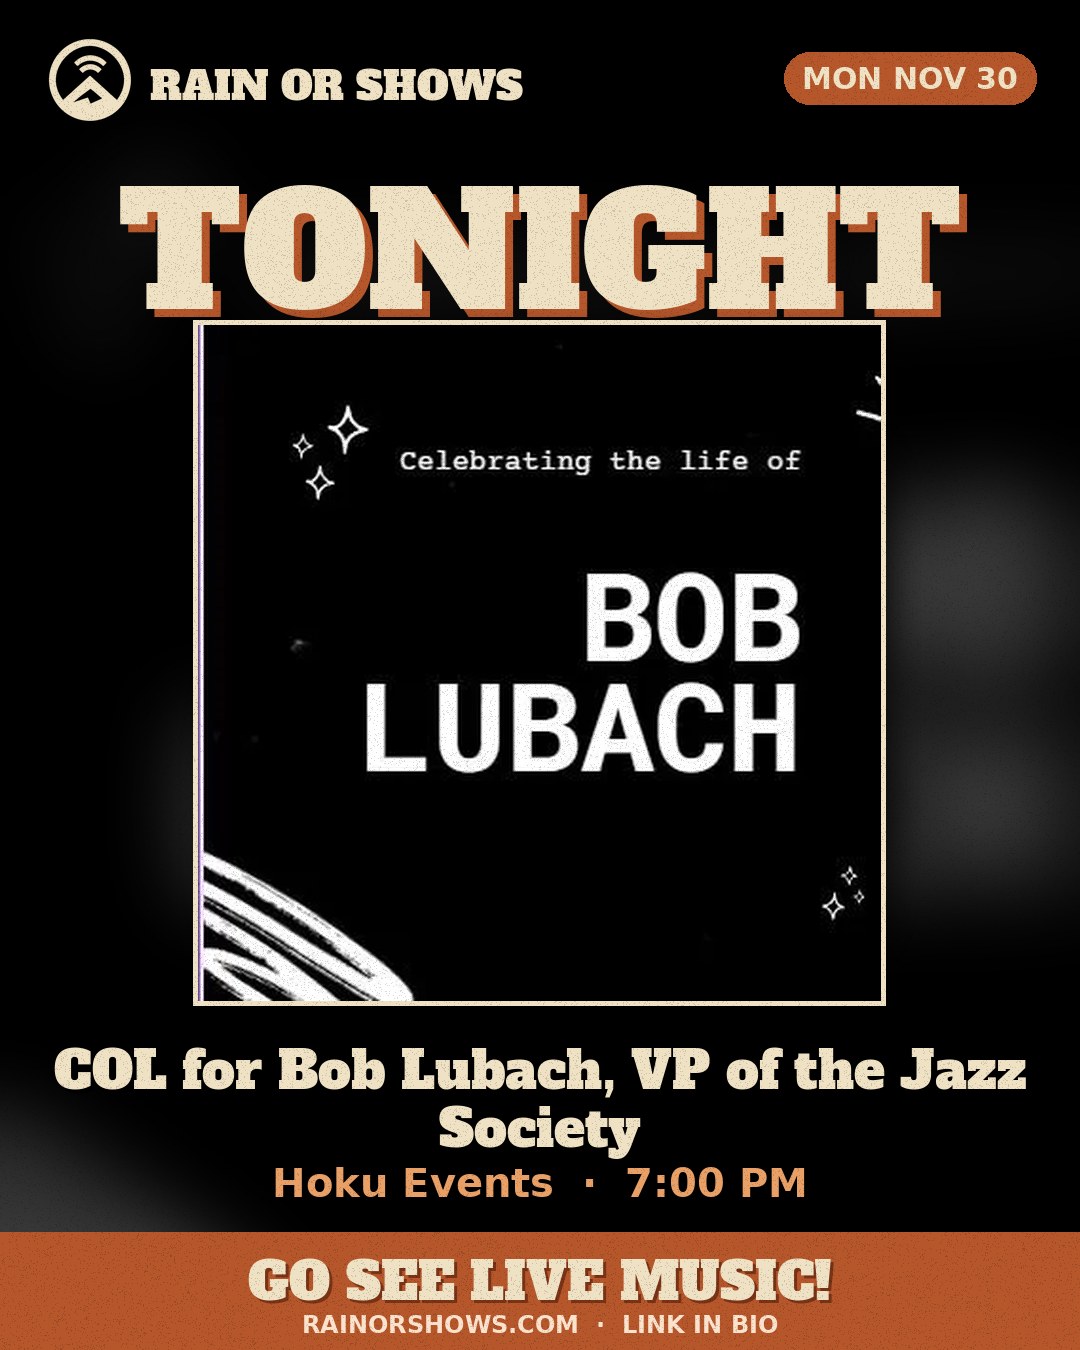 RAIN OR SHOWS
MON NOV 30
TONIGHT
Celebrating the life of
BOB
LUBACH
COL for Bob Lubach, VP of the Jazz
Society
Hoku Events · 7:00 PM
GO SEE LIVE MUSIC!
RAINORSHOWS.COM · LINK IN BIO